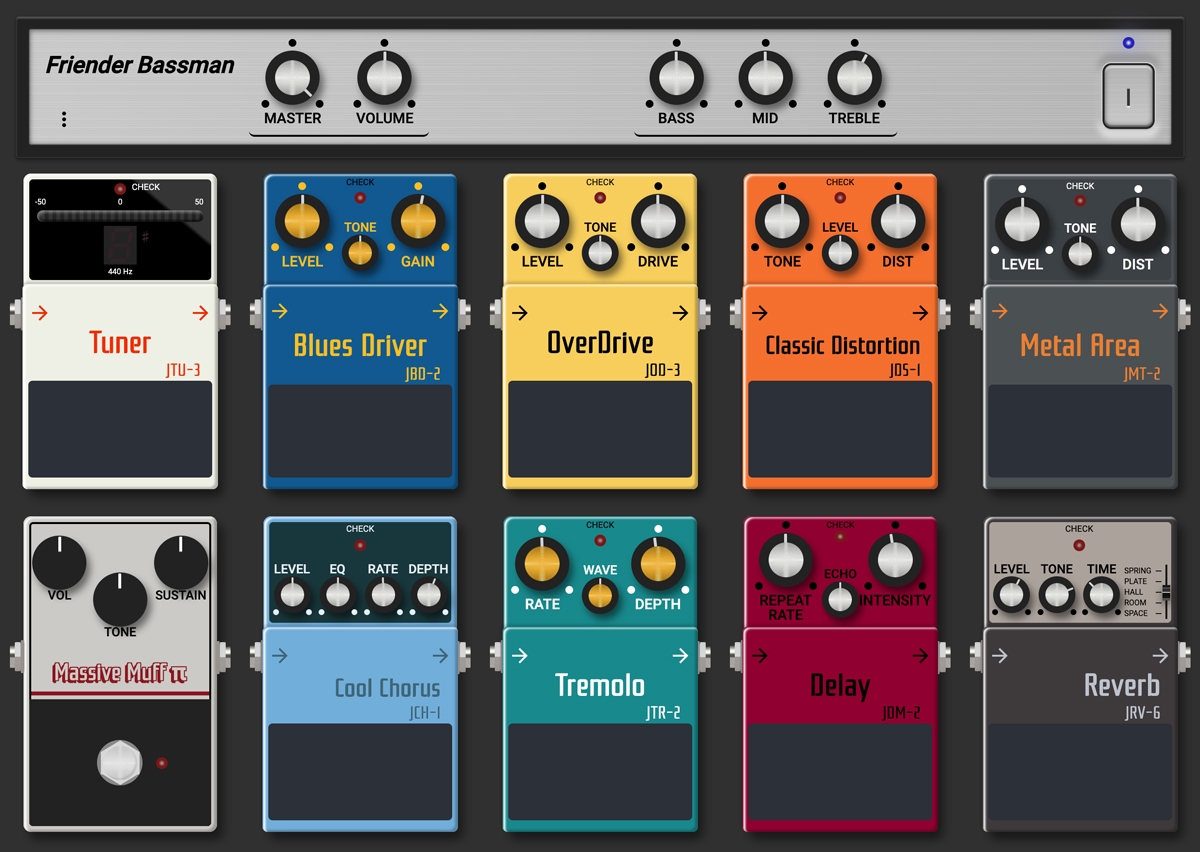 Friender Bassman
MASTER VOLUME BASS MID TREBLE
I
CHECK
-50 0 50
440 Hz
Tuner
JTU-3
CHECK
TONE
LEVEL GAIN
Blues Driver
JBD-2
CHECK
TONE
LEVEL DRIVE
OverDrive
JOD-3
CHECK
LEVEL
TONE DIST
Classic Distortion
JDS-1
CHECK
TONE
LEVEL DIST
Metal Area
JMT-2
VOL SUSTAIN
TONE
Massive Muff π
CHECK
LEVEL EQ RATE DEPTH
Cool Chorus
JCH-1
CHECK
WAVE
RATE DEPTH
Tremolo
JTR-2
CHECK
ECHO
REPEAT INTENSITY
RATE
Delay
JDM-2
CHECK
LEVEL TONE TIME
SPRING
PLATE
HALL
ROOM
SPACE
Reverb
JRV-6